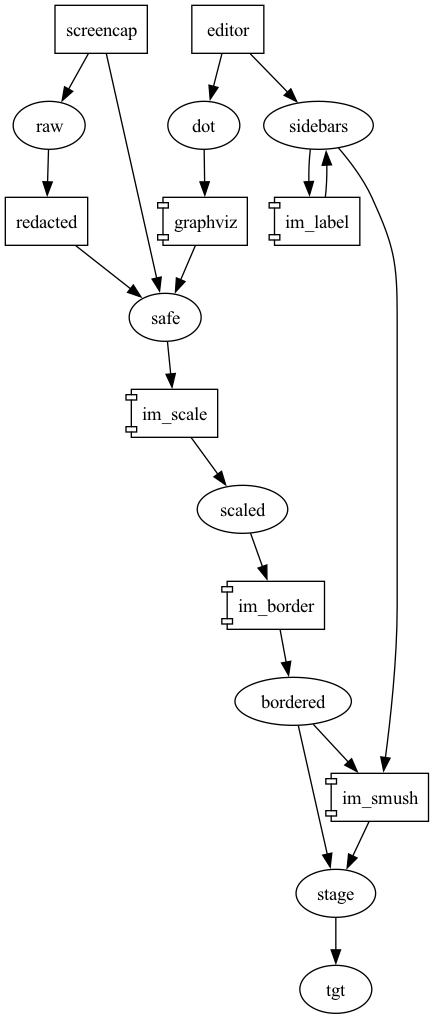 screencap
editor
raw
dot
sidebars
redacted
graphviz
im_label
safe
im_scale
scaled
im_border
bordered
im_smush
stage
tgt